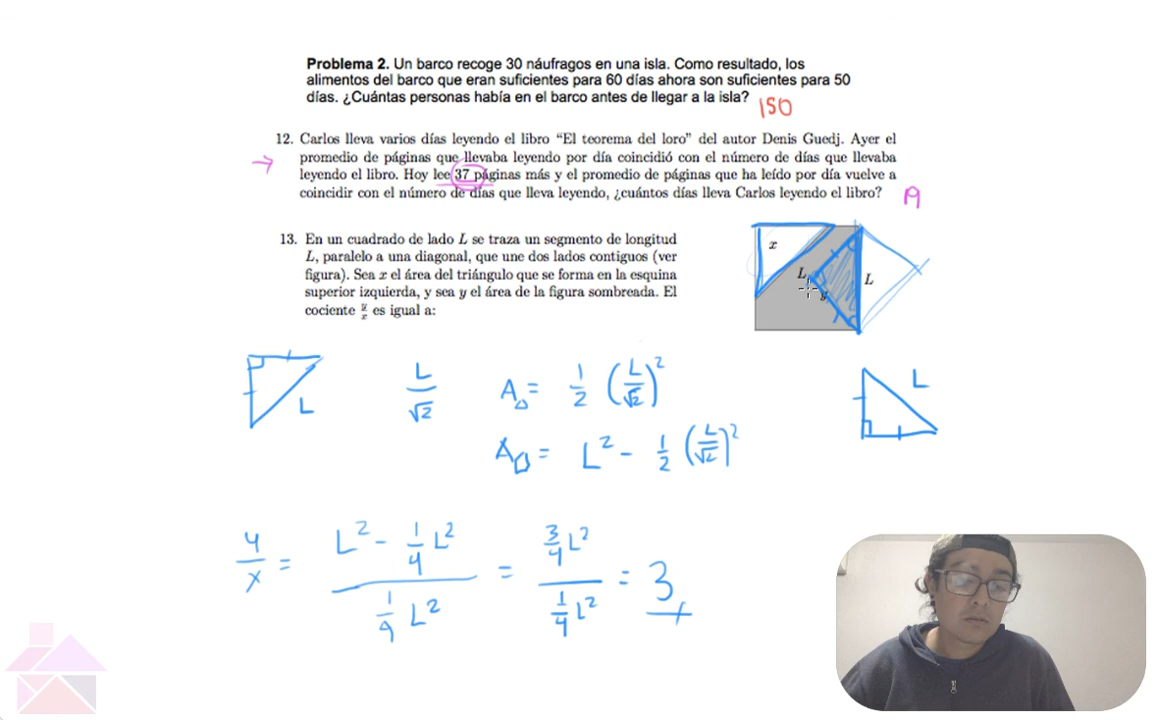 Problema 2. Un barco recoge 30 náufragos en una isla. Como resultado, los
alimentos del barco que eran suficientes para 60 días ahora son suficientes para 50
días. ¿Cuántas personas había en el barco antes de llegar a la isla?
150
12. Carlos lleva varios días leyendo el libro “El teorema del loro” del autor Denis Guedj. Ayer el
promedio de páginas que llevaba leyendo por día coincidió con el número de días que llevaba
leyendo el libro. Hoy lee 37 páginas más y el promedio de páginas que ha leído por día vuelve a
coincidir con el número de días que lleva leyendo, ¿cuántos días lleva Carlos leyendo el libro?
13. En un cuadrado de lado L se traza un segmento de longitud
L, paralelo a una diagonal, que une dos lados contiguos (ver
figura). Sea x el área del triángulo que se forma en la esquina
superior izquierda, y sea y el área de la figura sombreada. El
cociente y/x es igual a:
x
L
L
y
L
L/√2
A△ = 1/2 (L/√2)²
L
A = L² - 1/2 (L/√2)²
y/x = (L² - 1/4 L²)/(1/4 L²) = (3/4 L²)/(1/4 L²) = 3